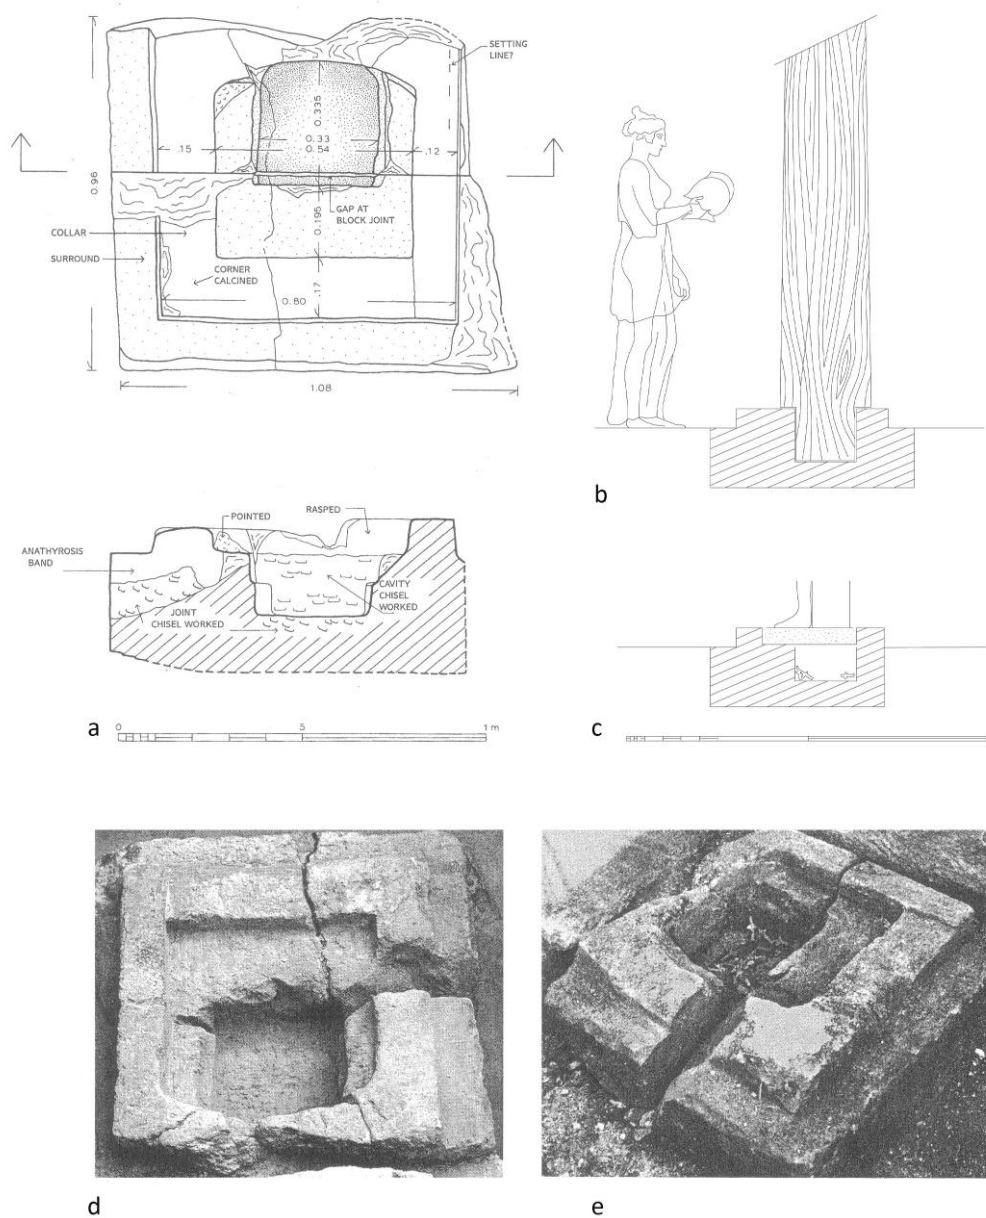 SETTING
LINE?
0.96
0.335
0.33
.15
0.54
.12
GAP AT
BLOCK JOINT
0.195
COLLAR
SURROUND
CORNER
CALCINED
.17
0.80
1.08
b
POINTED
RASPED
ANATHYROSIS
BAND
CAVITY
CHISEL
WORKED
JOINT
CHISEL WORKED
a
0
5
1 m
c
d
e